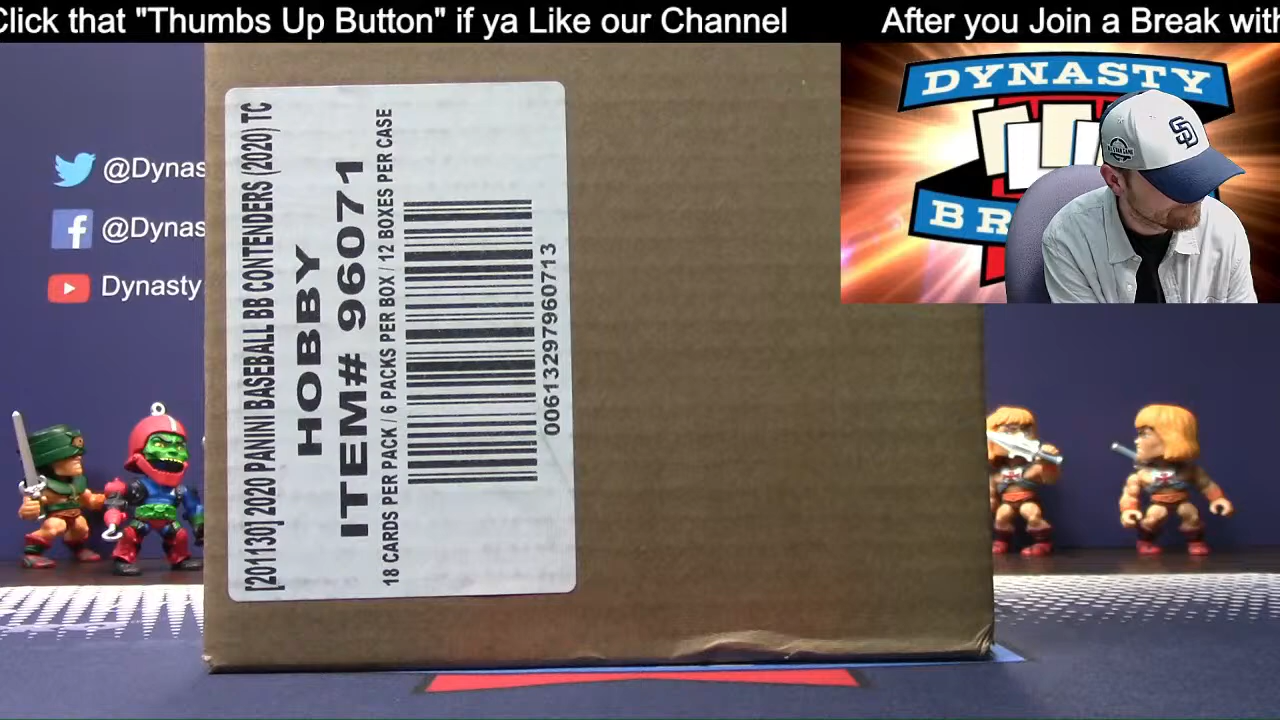 Click that "Thumbs Up Button" if ya Like our Channel
After you Join a Break with
@Dynas
@Dynas
Dynasty
[201130] 2020 PANINI BASEBALL BB CONTENDERS (2020) TC
HOBBY
ITEM# 96071
18 CARDS PER PACK / 6 PACKS PER BOX / 12 BOXES PER CASE
00613297960713
DYNASTY
BR
SD